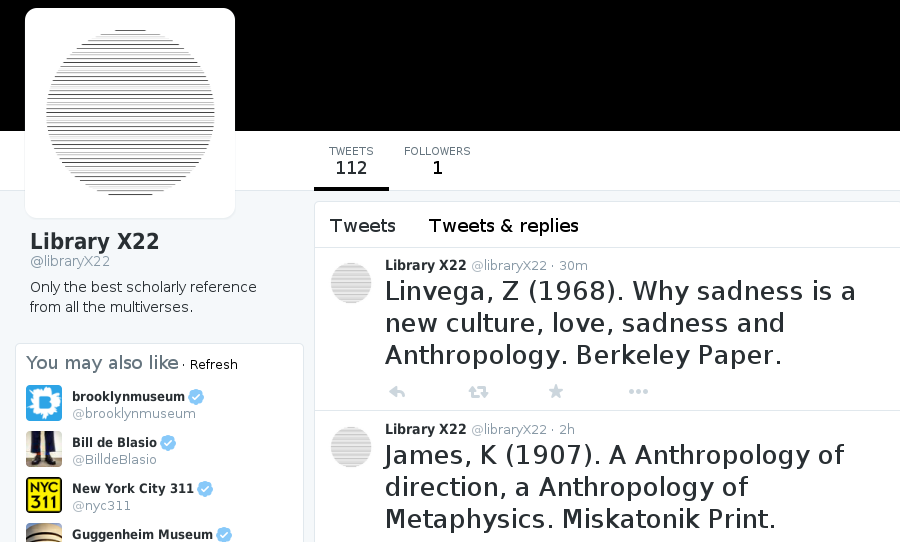 TWEETS
112
FOLLOWERS
1
Library X22
@libraryX22
Only the best scholarly reference
from all the multiverses.
You may also like · Refresh
brooklynmuseum
@brooklynmuseum
Bill de Blasio
@BilldeBlasio
NYC
311
New York City 311
@nyc311
Guggenheim Museum
Tweets
Tweets & replies
Library X22 @libraryX22 · 30m
Linvega, Z (1968). Why sadness is a
new culture, love, sadness and
Anthropology. Berkeley Paper.
Library X22 @libraryX22 · 2h
James, K (1907). A Anthropology of
direction, a Anthropology of
Metaphysics. Miskatonik Print.